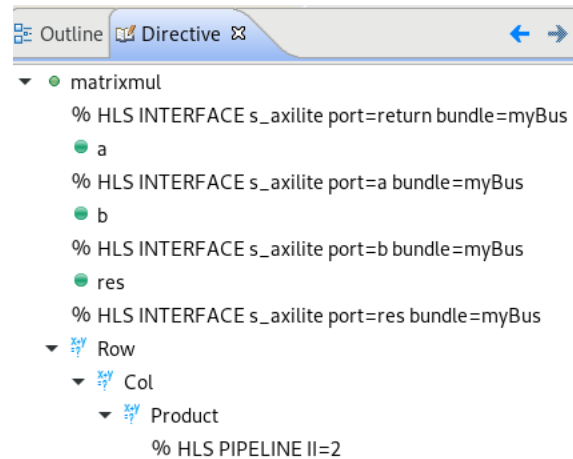 Outline Directive
matrixmul
% HLS INTERFACE s_axilite port=return bundle=myBus
a
% HLS INTERFACE s_axilite port=a bundle=myBus
b
% HLS INTERFACE s_axilite port=b bundle=myBus
res
% HLS INTERFACE s_axilite port=res bundle=myBus
Row
Col
Product
% HLS PIPELINE II=2